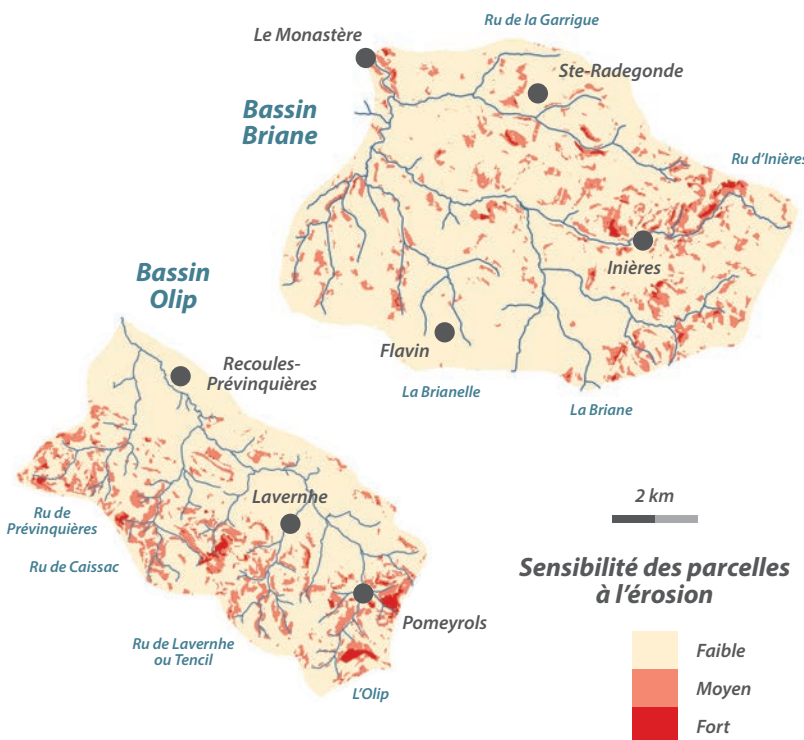 Ru de la Garrigue
Le Monastère
Ste-Radegonde
Bassin
Briane
Ru d'Inières
Inières
Bassin
Olip
Flavin
Recoules-
Prévinquières
La Brianelle
La Briane
Lavernhe
2 km
Ru de
Prévinquières
Ru de Caissac
Sensibilité des parcelles
à l'érosion
Pomeyrols
Ru de Lavernhe
ou Tencil
L'Olip
Faible
Moyen
Fort